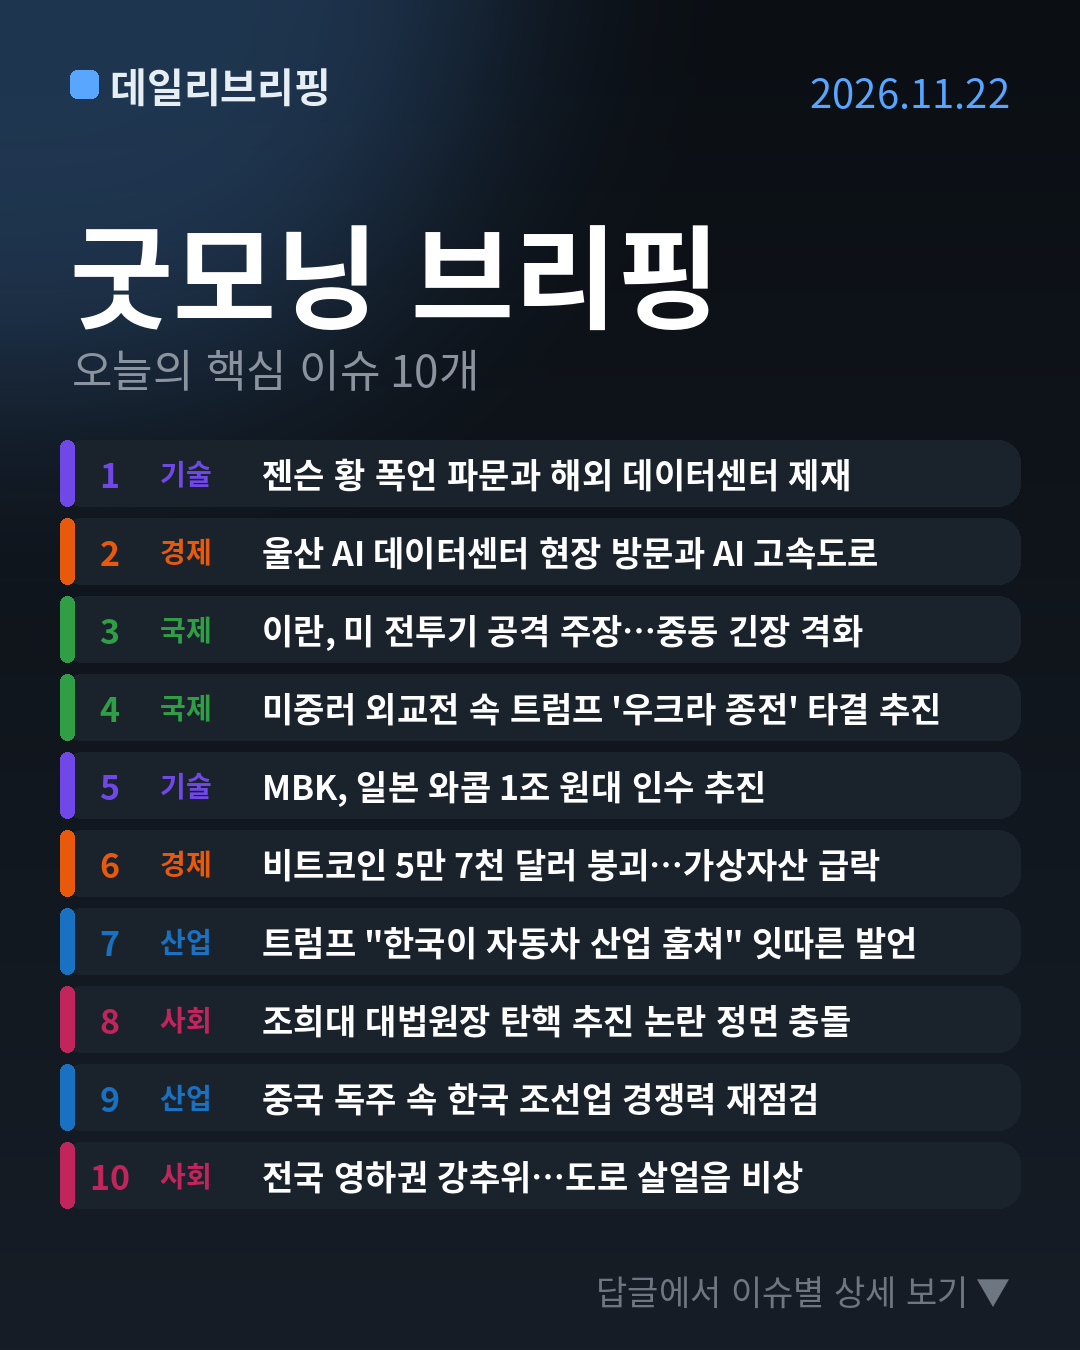 데일리브리핑
2026.11.22
굿모닝 브리핑
오늘의 핵심 이슈 10개
1 기술 젠슨 황 폭언 파문과 해외 데이터센터 제재
2 경제 울산 AI 데이터센터 현장 방문과 AI 고속도로
3 국제 이란, 미 전투기 공격 주장…중동 긴장 격화
4 국제 미중러 외교전 속 트럼프 '우크라 종전' 타결 추진
5 기술 MBK, 일본 와콤 1조 원대 인수 추진
6 경제 비트코인 5만 7천 달러 붕괴…가상자산 급락
7 산업 트럼프 "한국이 자동차 산업 훔쳐" 잇따른 발언
8 사회 조희대 대법원장 탄핵 추진 논란 정면 충돌
9 산업 중국 독주 속 한국 조선업 경쟁력 재점검
10 사회 전국 영하권 강추위…도로 살얼음 비상
답글에서 이슈별 상세 보기 ▼